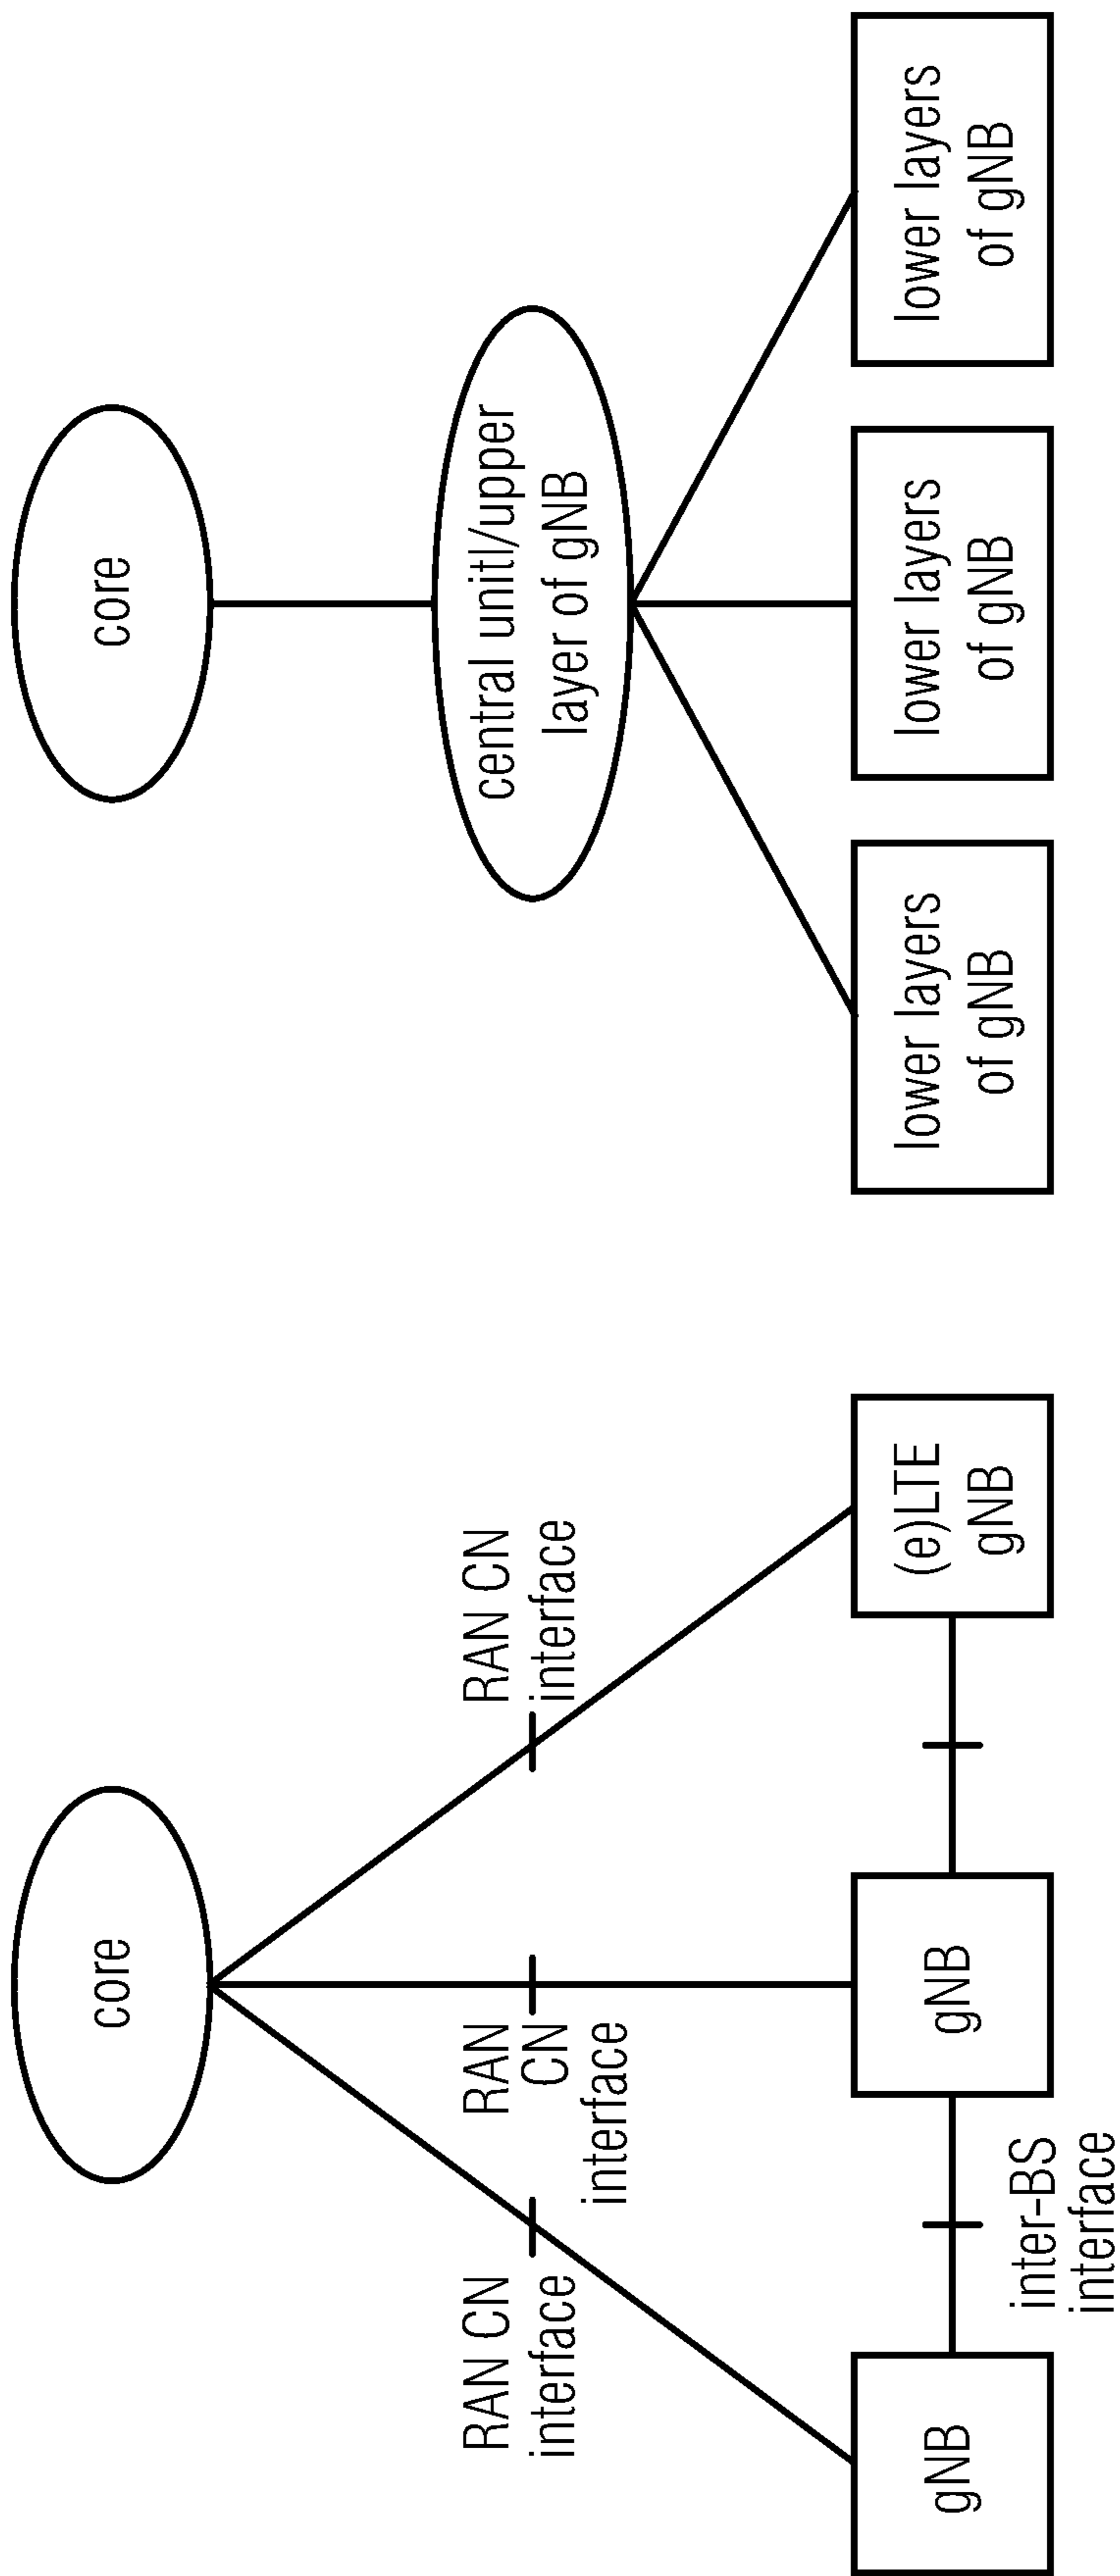 core
RAN CN
interface
RAN
CN
interface
RAN CN
interface
gNB
inter-BS
interface
gNB
(e)LTE
gNB
core
central unitl/upper
layer of gNB
lower layers
of gNB
lower layers
of gNB
lower layers
of gNB